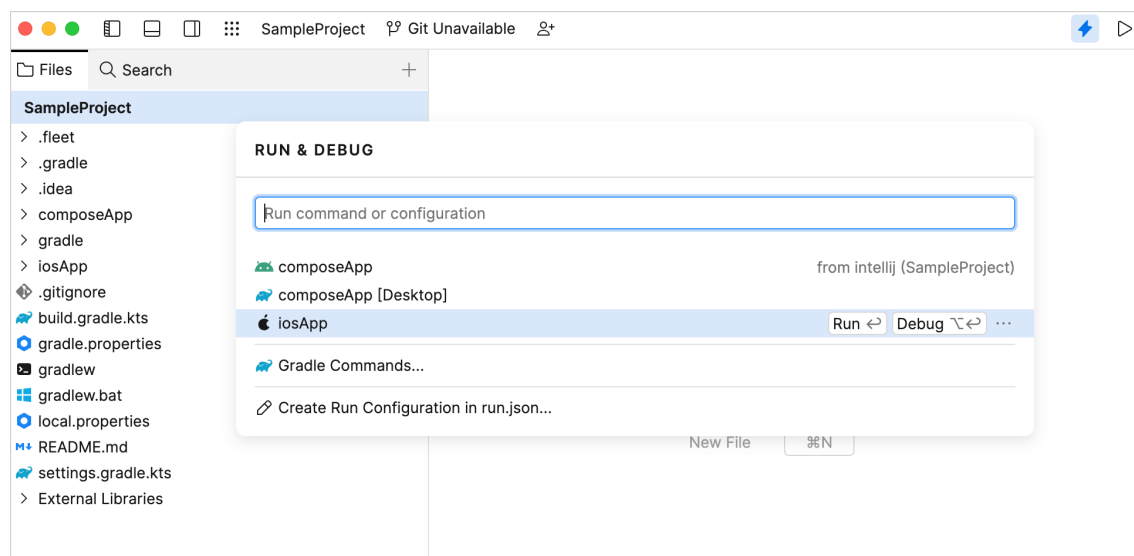 SampleProject Git Unavailable
Files Search
SampleProject
.fleet
.gradle
.idea
composeApp
gradle
iosApp
.gitignore
build.gradle.kts
gradle.properties
gradlew
gradlew.bat
local.properties
M↓ README.md
settings.gradle.kts
External Libraries
RUN & DEBUG
Run command or configuration
composeApp from intellij (SampleProject)
composeApp [Desktop]
iosApp Run ↩ Debug ⌥↩ ···
Gradle Commands...
Create Run Configuration in run.json...
New File ⌘N